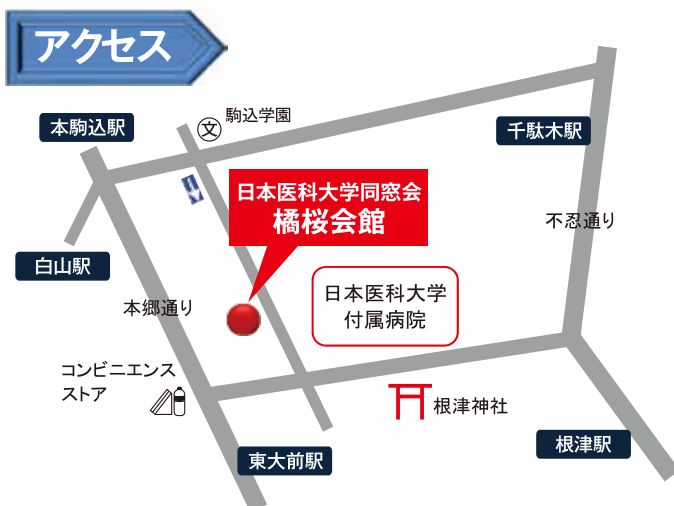 アクセス
本駒込駅
文
駒込学園
千駄木駅
日本医科大学同窓会
橘桜会館
不忍通り
白山駅
日本医科大学
付属病院
本郷通り
コンビニエンス
ストア
根津神社
東大前駅
根津駅